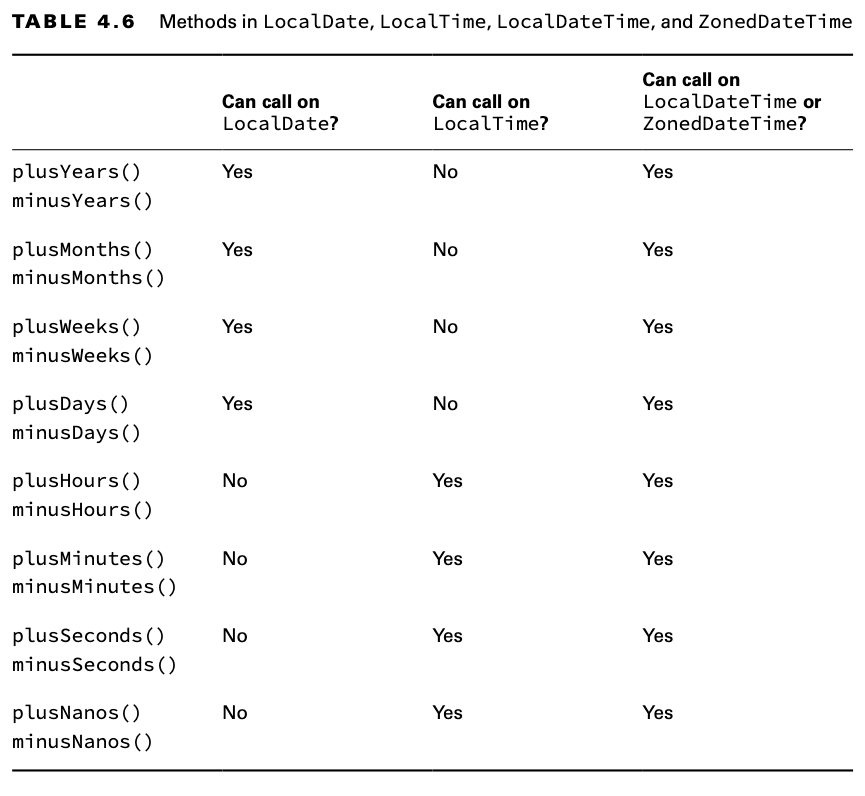 TABLE 4.6 Methods in LocalDate, LocalTime, LocalDateTime, and ZonedDateTime
Can call on
LocalDate?
Can call on
LocalTime?
Can call on
LocalDateTime or
ZonedDateTime?
plusYears() Yes No Yes
minusYears()
plusMonths() Yes No Yes
minusMonths()
plusWeeks() Yes No Yes
minusWeeks()
plusDays() Yes No Yes
minusDays()
plusHours() No Yes Yes
minusHours()
plusMinutes() No Yes Yes
minusMinutes()
plusSeconds() No Yes Yes
minusSeconds()
plusNanos() No Yes Yes
minusNanos()